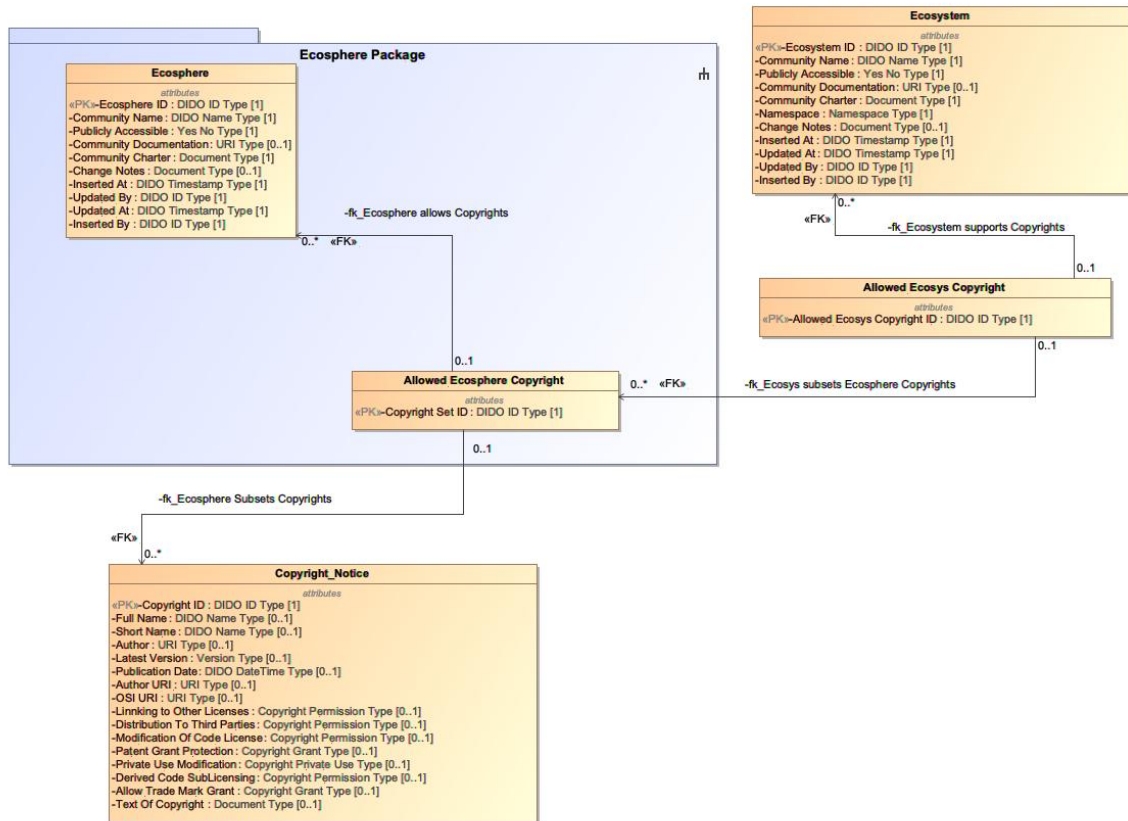 Ecosphere Package
Ecosphere
attributes
«PK»-Ecosphere ID : DIDO ID Type [1]
-Community Name : DIDO Name Type [1]
-Publicly Accessible : Yes No Type [1]
-Community Documentation : URI Type [0..1]
-Community Charter : Document Type [1]
-Change Notes : Document Type [0..1]
-Inserted At : DIDO Timestamp Type [1]
-Updated By : DIDO ID Type [1]
-Updated At : DIDO Timestamp Type [1]
-Inserted By : DIDO ID Type [1]
-fk_Ecosphere allows Copyrights
0..* «FK»
0..1
Allowed Ecosphere Copyright
attributes
«PK»-Copyright Set ID : DIDO ID Type [1]
0..1
Ecosystem
attributes
«PK»-Ecosystem ID : DIDO ID Type [1]
-Community Name : DIDO Name Type [1]
-Publicly Accessible : Yes No Type [1]
-Community Documentation : URI Type [0..1]
-Community Charter : Document Type [1]
-Namespace : Namespace Type [1]
-Change Notes : Document Type [0..1]
-Inserted At : DIDO Timestamp Type [1]
-Updated At : DIDO Timestamp Type [1]
-Updated By : DIDO ID Type [1]
-Inserted By : DIDO ID Type [1]
0..*
«FK»
-fk_Ecosystem supports Copyrights
0..1
Allowed Ecosys Copyright
attributes
«PK»-Allowed Ecosys Copyright ID : DIDO ID Type [1]
0..1
0..* «FK»
-fk_Ecosys subsets Ecosphere Copyrights
-fk_Ecosphere Subsets Copyrights
«FK»
0..*
Copyright_Notice
attributes
«PK»-Copyright ID : DIDO ID Type [1]
-Full Name : DIDO Name Type [0..1]
-Short Name : DIDO Name Type [0..1]
-Author : URI Type [0..1]
-Latest Version : Version Type [0..1]
-Publication Date : DIDO DateTime Type [0..1]
-Author URI : URI Type [0..1]
-OSI URI : URI Type [0..1]
-Linnking to Other Licenses : Copyright Permission Type [0..1]
-Distribution To Third Parties : Copyright Permission Type [0..1]
-Modification Of Code License : Copyright Permission Type [0..1]
-Patent Grant Protection : Copyright Grant Type [0..1]
-Private Use Modification : Copyright Private Use Type [0..1]
-Derived Code SubLicensing : Copyright Permission Type [0..1]
-Allow Trade Mark Grant : Copyright Grant Type [0..1]
-Text Of Copyright : Document Type [0..1]